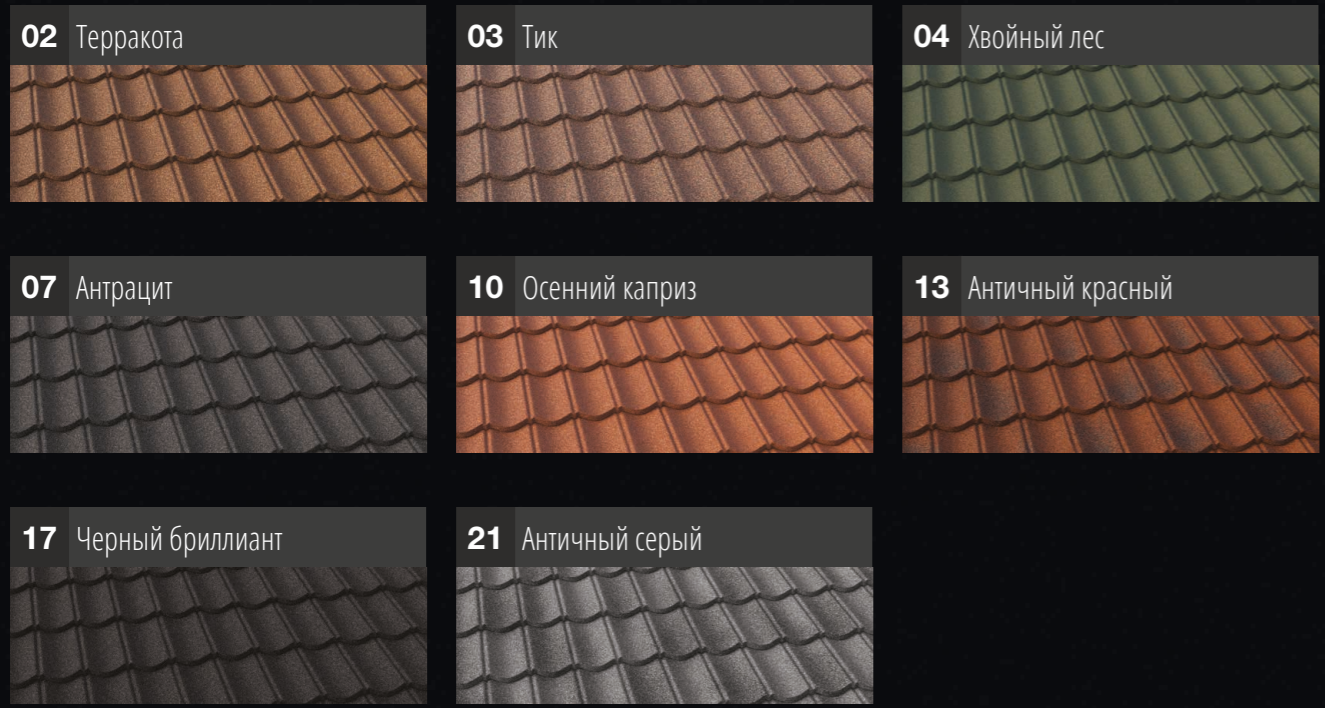 02 Терракота
03 Тик
04 Хвойный лес
07 Антрацит
10 Осенний каприз
13 Античный красный
17 Черный бриллиант
21 Античный серый